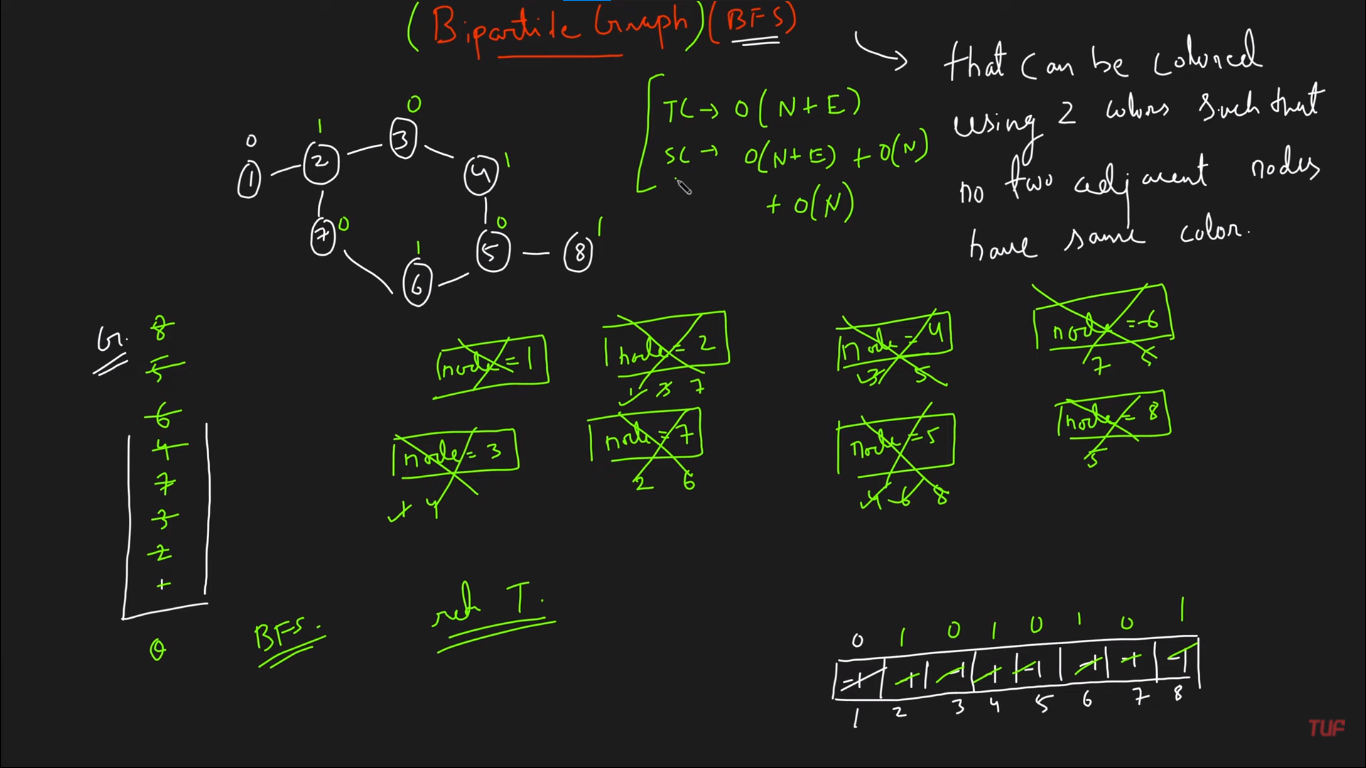 (Bipartite Graph) (BFS)
that can be colored
using 2 colors such that
no two adjacent nodes
have same color.
TC → O(N+E)
SC → O(N+E) + O(N)
+ O(N)
0 1 0
1 2 3 4 1
7 0 1 6 0 5 8 1
Gr.
8
5
6
4
7
3
2
1
Q
BFS.
node = 1
node = 2
1 3 7
node = 4
3 5
node = 6
7 5
node = 3
2 4
node = 7
2 6
node = 5
4 6 8
node = 8
5
ret T.
0 1 0 1 0 1 0 1
-1 -1 -1 -1 -1 -1 -1 -1
1 2 3 4 5 6 7 8
TUF